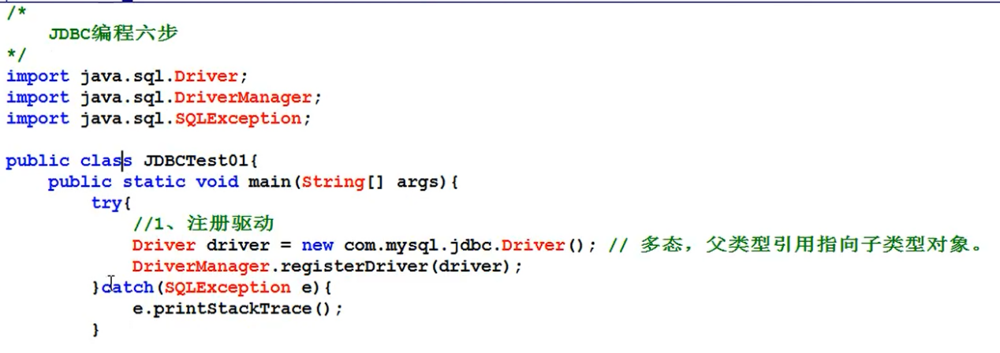 /*
    JDBC编程六步
*/
import java.sql.Driver;
import java.sql.DriverManager;
import java.sql.SQLException;

public class JDBCTest01{
    public static void main(String[] args){
        try{
            //1、注册驱动
            Driver driver = new com.mysql.jdbc.Driver(); // 多态，父类型引用指向子类型对象。
            DriverManager.registerDriver(driver);
        }catch(SQLException e){
            e.printStackTrace();
        }